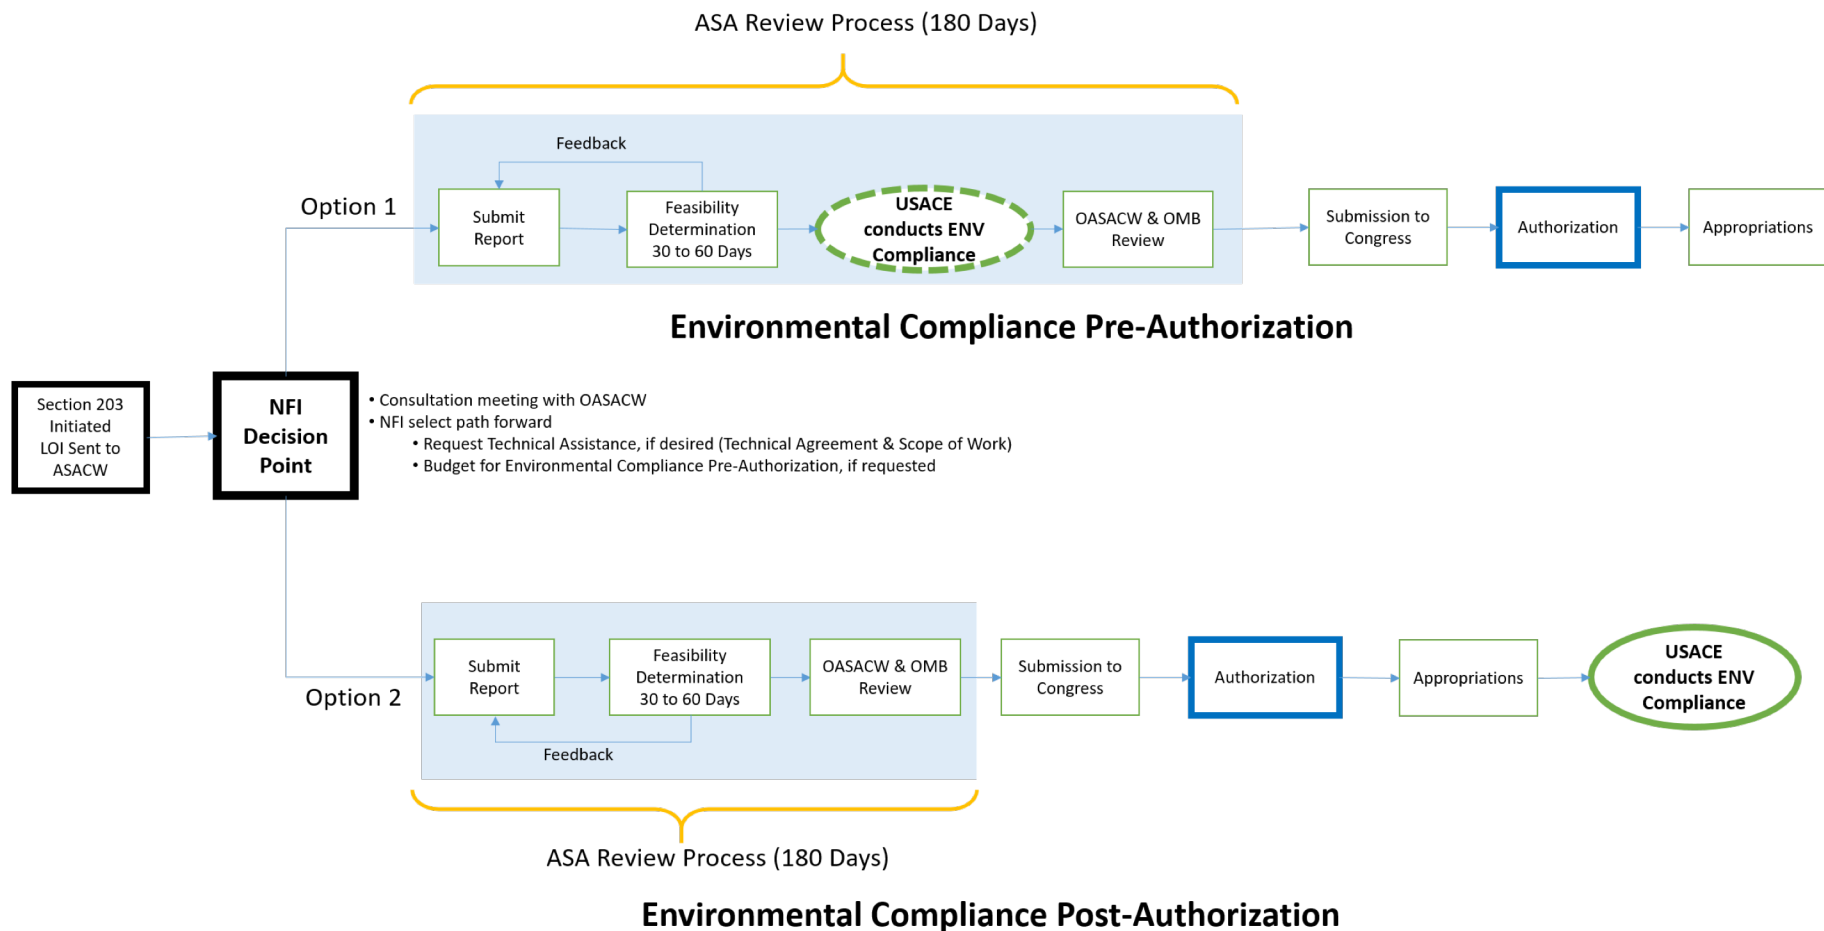 ASA Review Process (180 Days)
Feedback
Option 1
Submit
Report
Feasibility
Determination
30 to 60 Days
USACE
conducts ENV
Compliance
OASACW & OMB
Review
Submission to
Congress
Authorization
Appropriations
Environmental Compliance Pre-Authorization
Section 203
Initiated
LOI Sent to
ASACW
NFI
Decision
Point
• Consultation meeting with OASACW
• NFI select path forward
• Request Technical Assistance, if desired (Technical Agreement & Scope of Work)
• Budget for Environmental Compliance Pre-Authorization, if requested
Option 2
Submit
Report
Feasibility
Determination
30 to 60 Days
Feedback
OASACW & OMB
Review
Submission to
Congress
Authorization
Appropriations
USACE
conducts ENV
Compliance
ASA Review Process (180 Days)
Environmental Compliance Post-Authorization